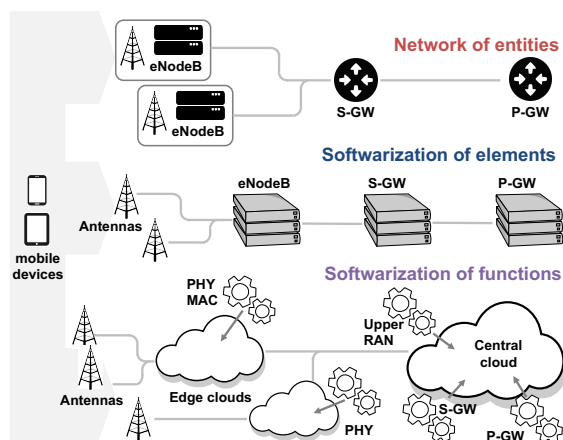 Network of entities
eNodeB
eNodeB
S-GW
P-GW
Softwarization of elements
eNodeB
S-GW
P-GW
Antennas
mobile
devices
Softwarization of functions
PHY
MAC
Upper
RAN
Central
cloud
Antennas
Edge clouds
PHY
S-GW
P-GW